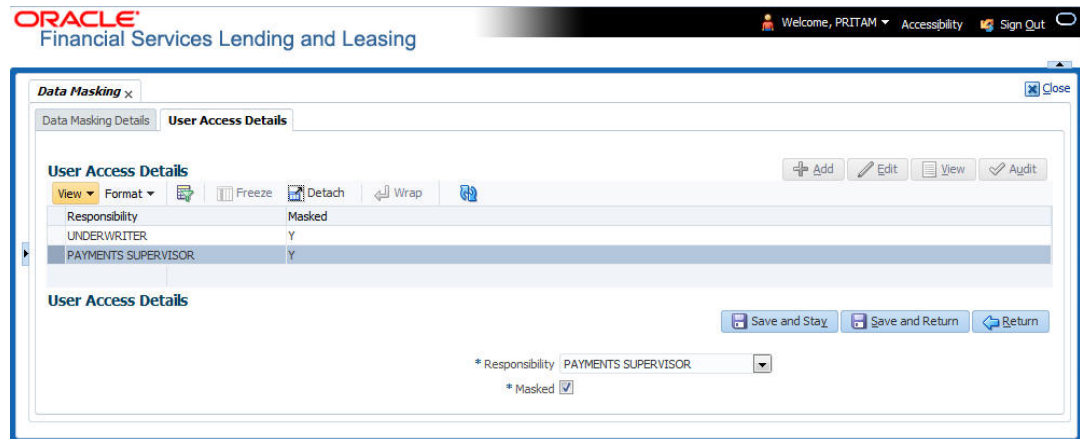 ORACLE®
Financial Services Lending and Leasing
Welcome, PRITAM Accessibility Sign Out
Data Masking
Close
Data Masking Details User Access Details
User Access Details
Add Edit View Audit
View Format Freeze Detach Wrap
Responsibility Masked
UNDERWRITER Y
PAYMENTS SUPERVISOR Y
User Access Details
Save and Stay Save and Return Return
* Responsibility PAYMENTS SUPERVISOR
* Masked